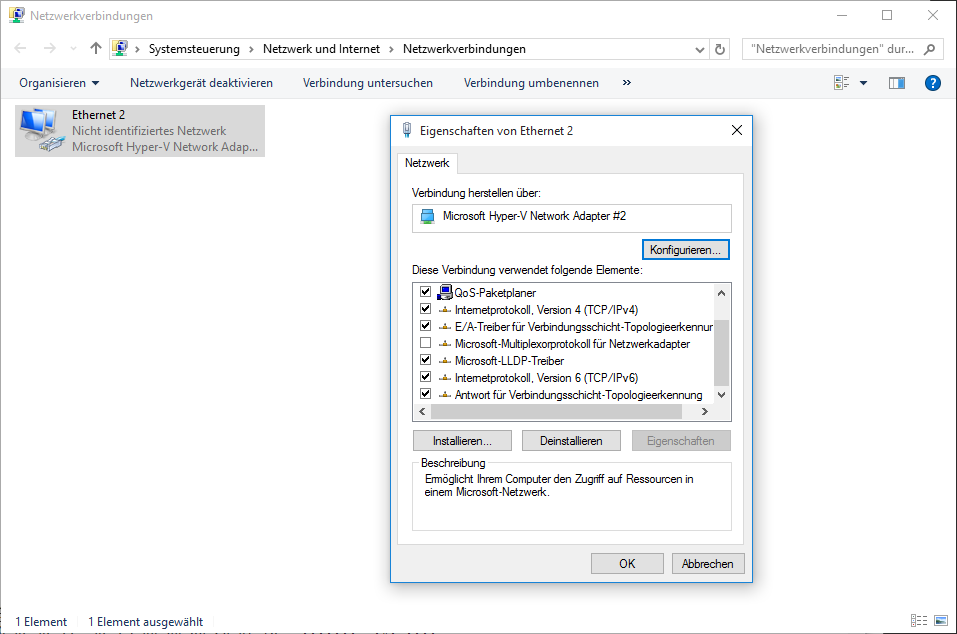 Netzwerkverbindungen
Systemsteuerung
Netzwerk und Internet
Netzwerkverbindungen
"Netzwerkverbindungen" dur...
Organisieren
Netzwerkgerät deaktivieren
Verbindung untersuchen
Verbindung umbenennen
»
?
Ethernet 2
Nicht identifiziertes Netzwerk
Microsoft Hyper-V Network Adap...
Eigenschaften von Ethernet 2
Netzwerk
Verbindung herstellen über:
Microsoft Hyper-V Network Adapter #2
Konfigurieren...
Diese Verbindung verwendet folgende Elemente:
QoS-Paketplaner
Internetprotokoll, Version 4 (TCP/IPv4)
E/A-Treiber für Verbindungsschicht-Topologieerkennur
Microsoft-Multiplexorprotokoll für Netzwerkadapter
Microsoft-LLDP-Treiber
Internetprotokoll, Version 6 (TCP/IPv6)
Antwort für Verbindungsschicht-Topologieerkennung
Installieren...
Deinstallieren
Eigenschaften
Beschreibung
Ermöglicht Ihrem Computer den Zugriff auf Ressourcen in
einem Microsoft-Netzwerk.
OK
Abbrechen
1 Element
1 Element ausgewählt